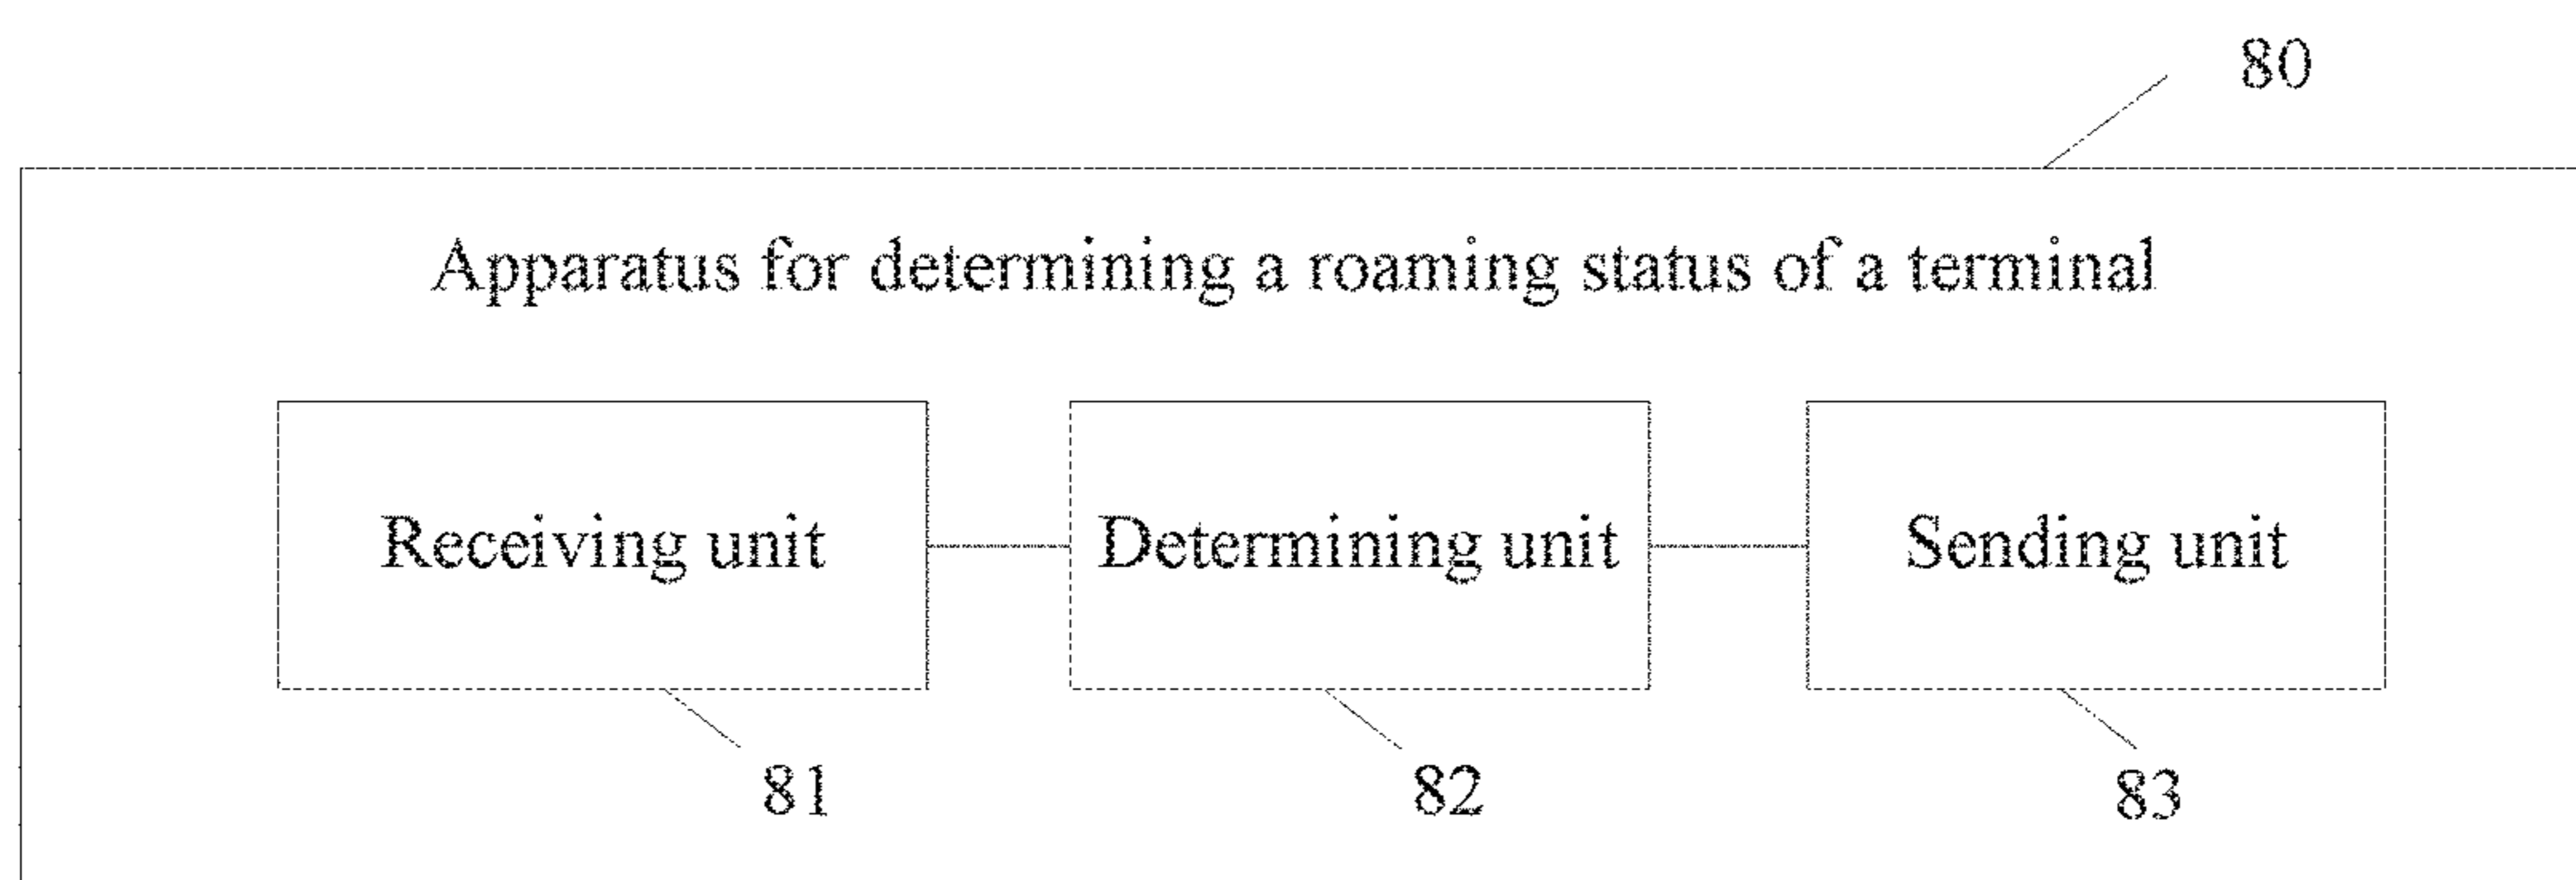 80
Apparatus for determining a roaming status of a terminal
Receiving unit
Determining unit
Sending unit
81
82
83